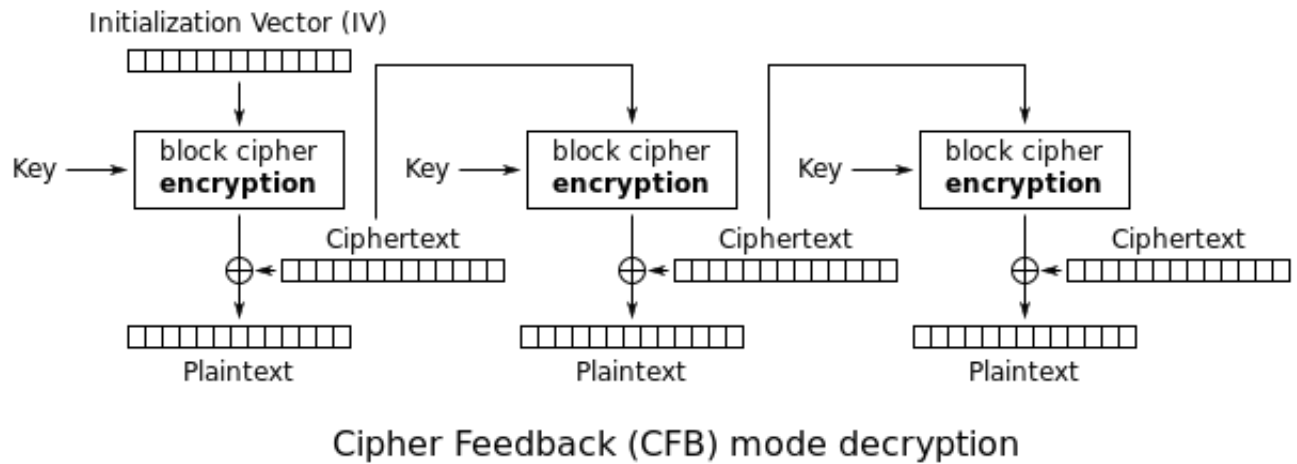 Initialization Vector (IV)
Key
block cipher
encryption
Key
block cipher
encryption
Key
block cipher
encryption
Ciphertext
Ciphertext
Ciphertext
Plaintext
Plaintext
Plaintext
Cipher Feedback (CFB) mode decryption